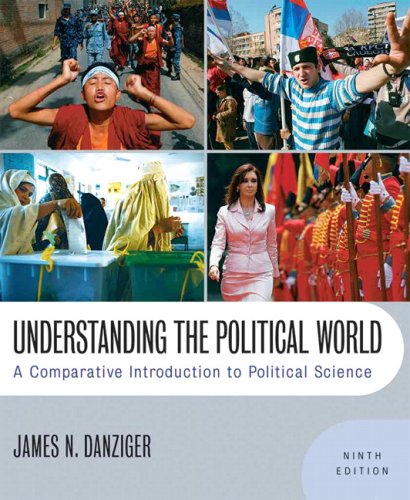 UNDERSTANDING THE POLITICAL WORLD
A Comparative Introduction to Political Science
JAMES N. DANZIGER
NINTH
EDITION